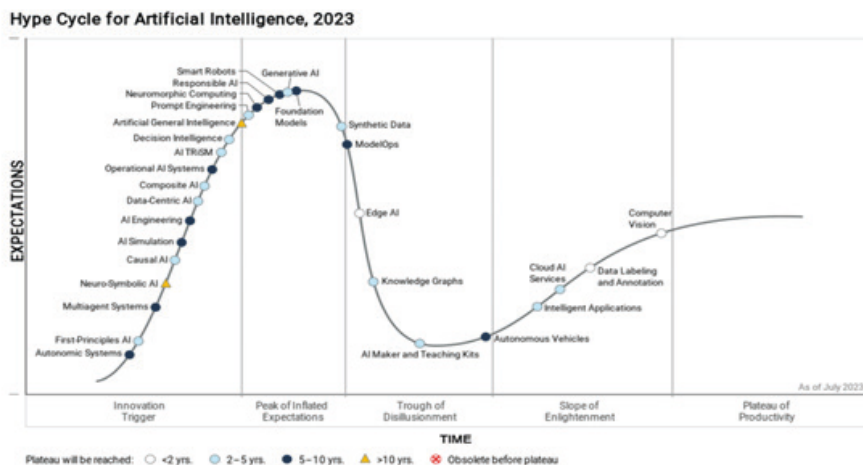 Hype Cycle for Artificial Intelligence, 2023
EXPECTATIONS
Smart Robots
Responsible AI
Neuromorphic Computing
Prompt Engineering
Artificial General Intelligence
Decision Intelligence
AI TRiSM
Operational AI Systems
Composite AI
Data-Centric AI
AI Engineering
AI Simulation
Causal AI
Neuro-Symbolic AI
Multiagent Systems
First-Principles AI
Autonomic Systems
Generative AI
Foundation
Models
Synthetic Data
ModelOps
Edge AI
Knowledge Graphs
AI Maker and Teaching Kits
Autonomous Vehicles
Intelligent Applications
Cloud AI
Services
Data Labeling
and Annotation
Computer
Vision
As of July 2023
Innovation
Trigger
Peak of Inflated
Expectations
Trough of
Disillusionment
Slope of
Enlightenment
Plateau of
Productivity
TIME
Plateau will be reached: <2 yrs. 2–5 yrs. 5–10 yrs. >10 yrs. Obsolete before plateau